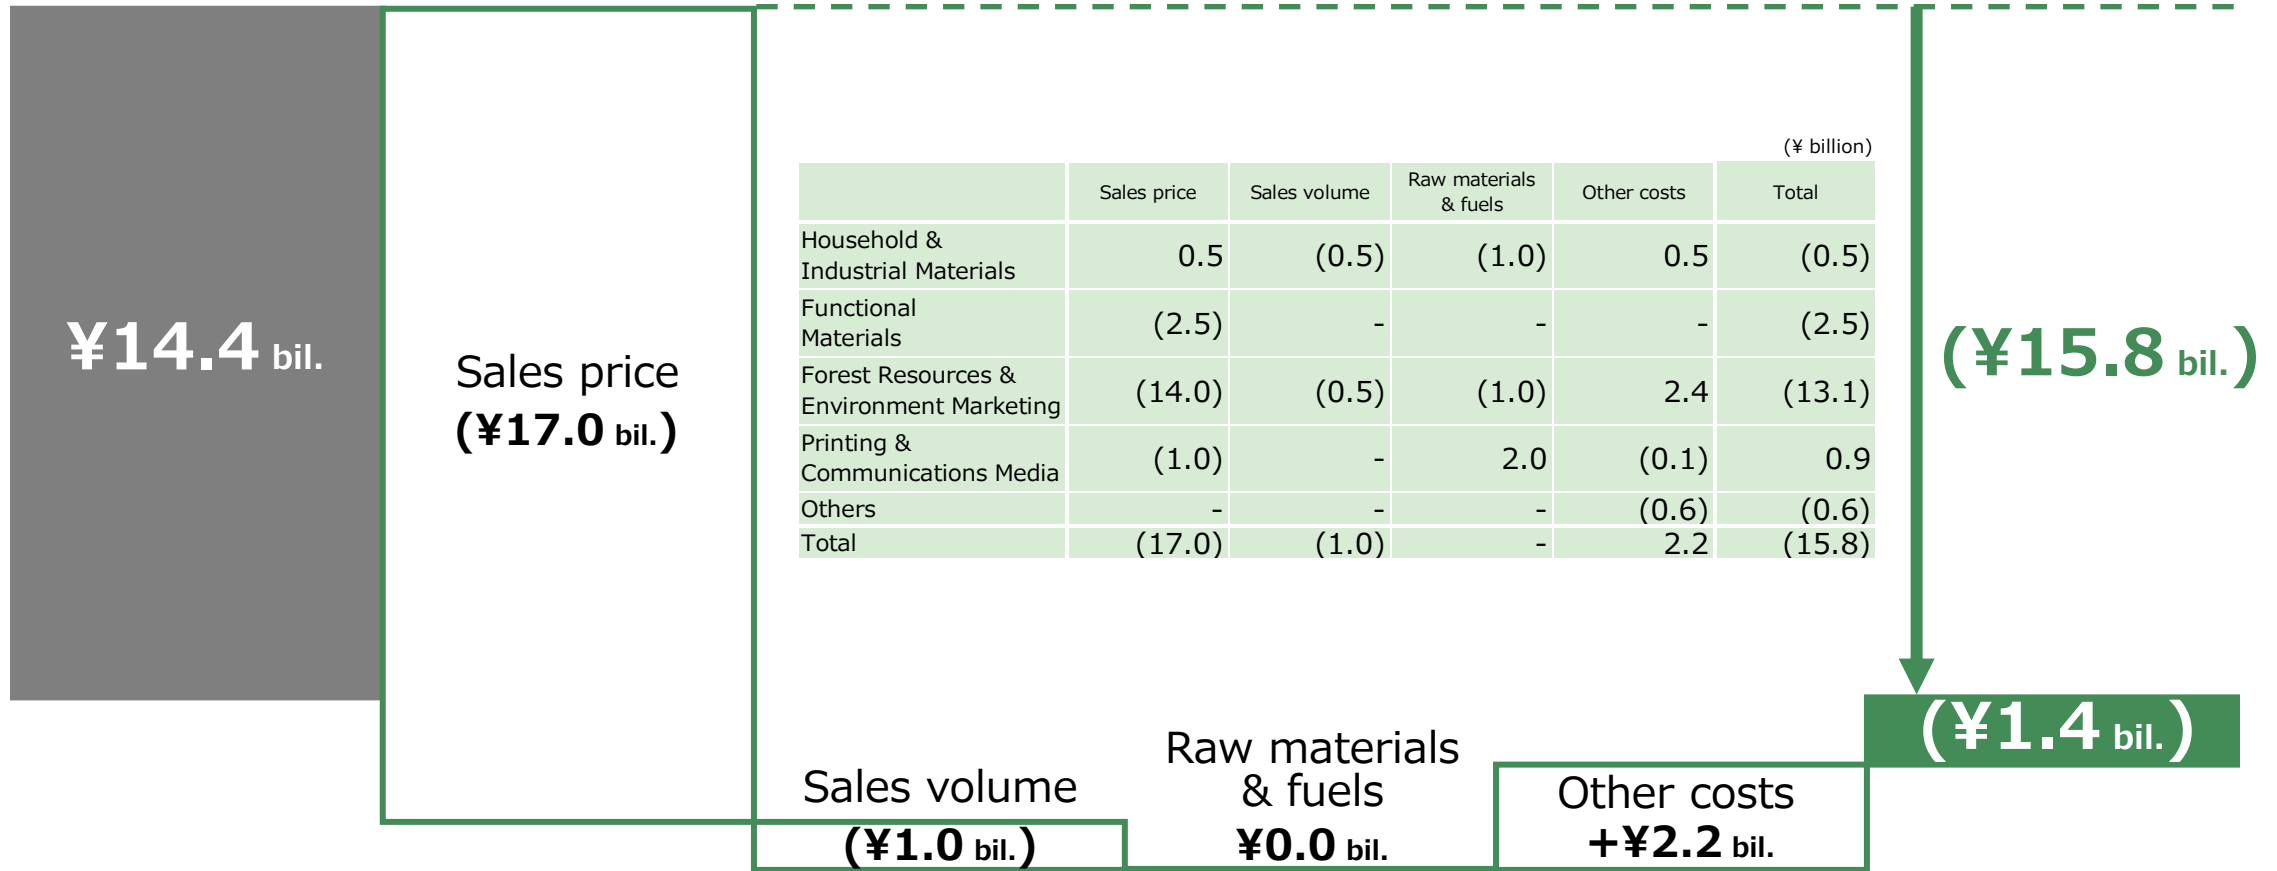 ¥14.4 bil.
Sales price
(¥17.0 bil.)
(¥ billion)
Sales price Sales volume Raw materials & fuels Other costs Total
Household & Industrial Materials 0.5 (0.5) (1.0) 0.5 (0.5)
Functional Materials (2.5) - - - (2.5)
Forest Resources & Environment Marketing (14.0) (0.5) (1.0) 2.4 (13.1)
Printing & Communications Media (1.0) - 2.0 (0.1) 0.9
Others - - - (0.6) (0.6)
Total (17.0) (1.0) - 2.2 (15.8)
(¥15.8 bil.)
Sales volume
(¥1.0 bil.)
Raw materials
& fuels
¥0.0 bil.
Other costs
+¥2.2 bil.
(¥1.4 bil.)